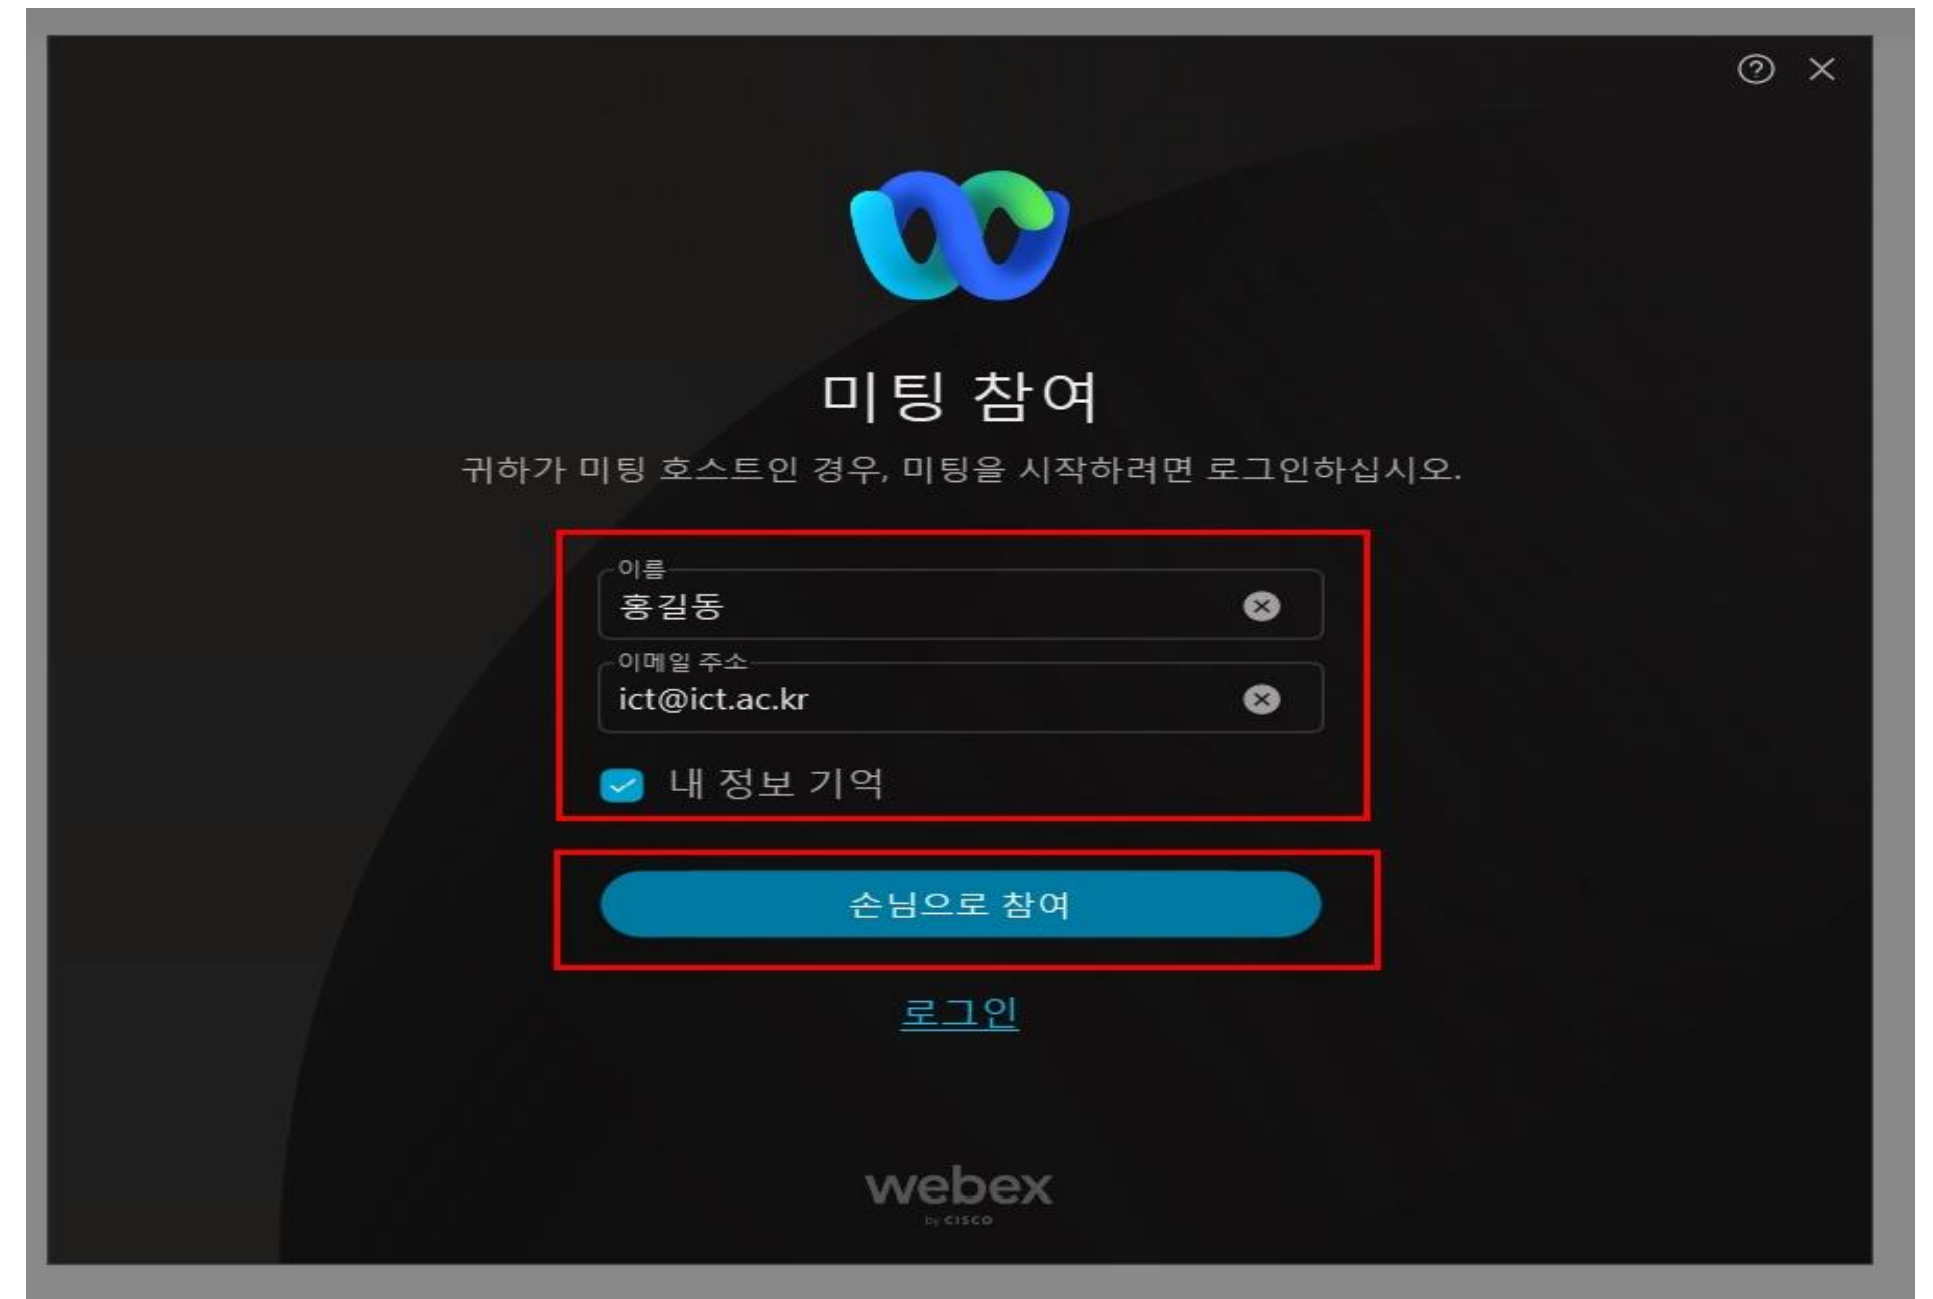 미팅 참여
귀하가 미팅 호스트인 경우, 미팅을 시작하려면 로그인하십시오.
이름
홍길동
이메일 주소
ict@ict.ac.kr
내 정보 기억
손님으로 참여
로그인
webex
by CISCO